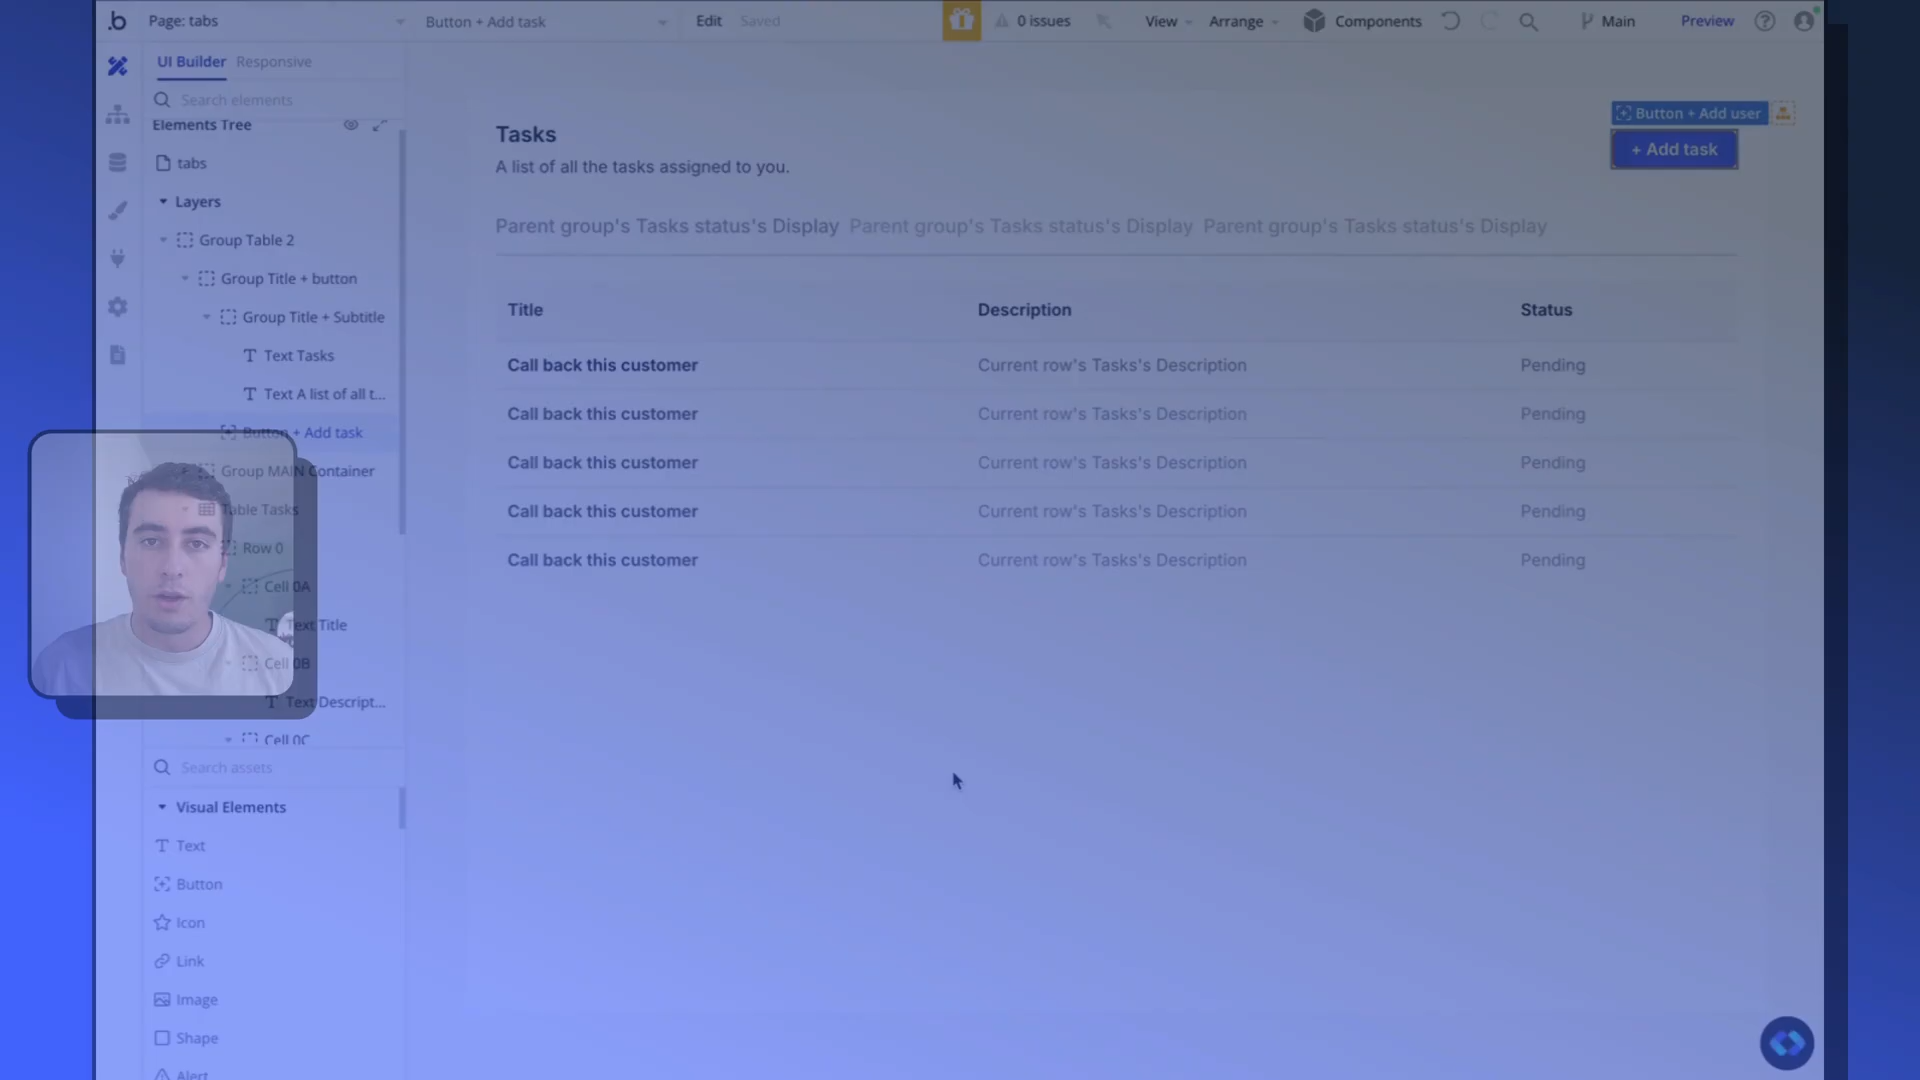 .b Page: tabs Button + Add task Edit Saved 0 issues View Arrange Components Main Preview
UI Builder Responsive
Search elements
Elements Tree
tabs
Layers
Group Table 2
Group Title + button
Group Title + Subtitle
Text Tasks
Text A list of all t...
Button + Add task
Group MAIN Container
Table Tasks
Row 0
Cell 0A
Text Title
Cell 0B
Text Descript...
Cell 0C
Search assets
Visual Elements
Text
Button
Icon
Link
Image
Shape
Alert
Button + Add user
+ Add task
Tasks
A list of all the tasks assigned to you.
Parent group's Tasks status's Display Parent group's Tasks status's Display Parent group's Tasks status's Display
Title Description Status
Call back this customer Current row's Tasks's Description Pending
Call back this customer Current row's Tasks's Description Pending
Call back this customer Current row's Tasks's Description Pending
Call back this customer Current row's Tasks's Description Pending
Call back this customer Current row's Tasks's Description Pending